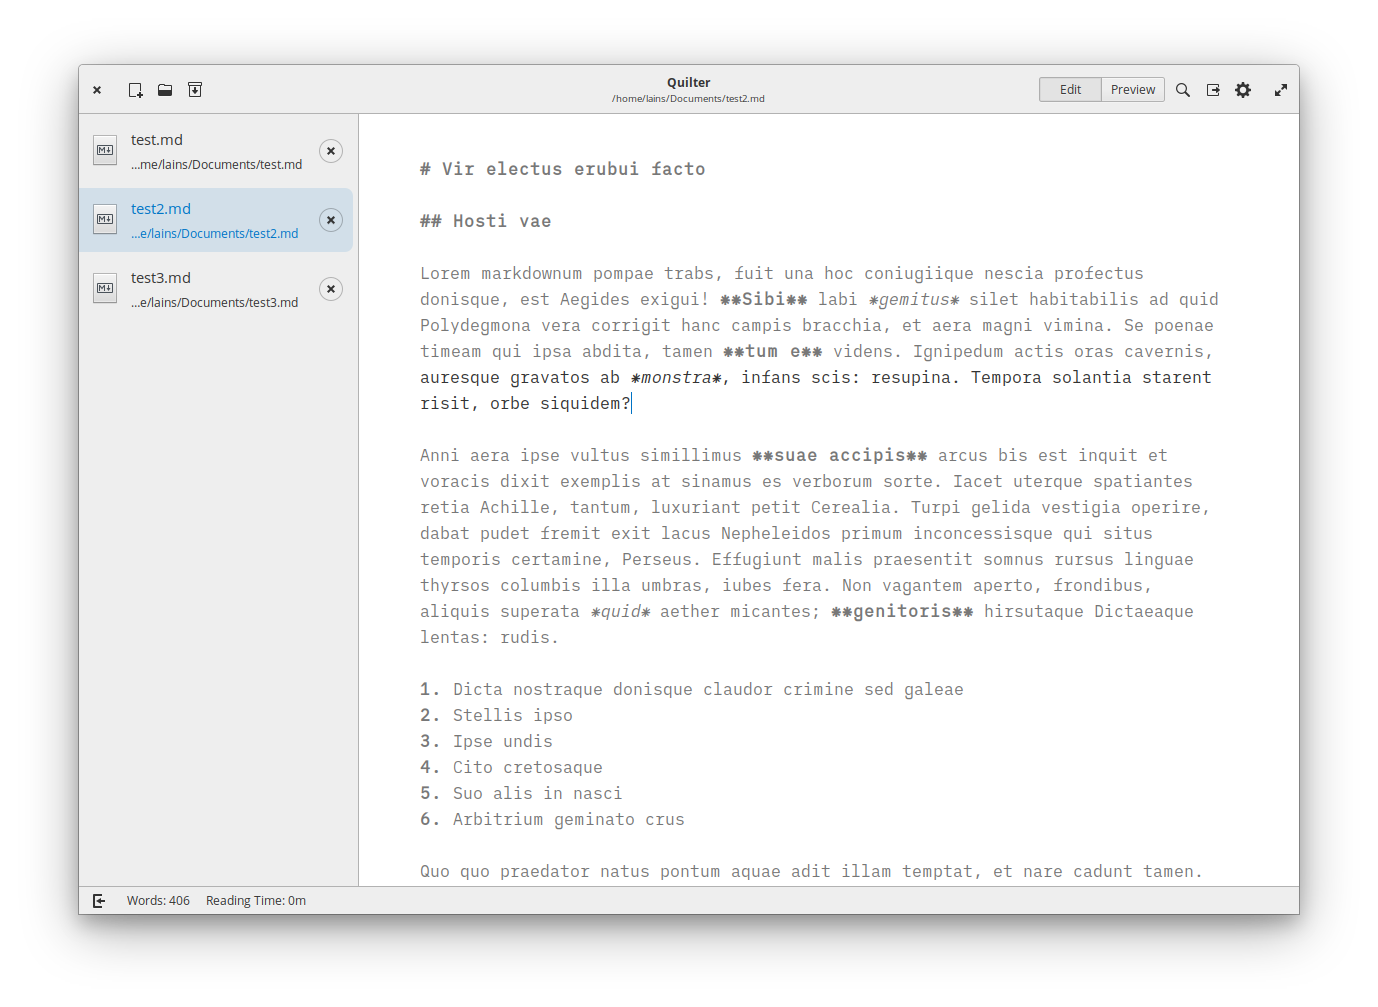 Quilter
/home/lains/Documents/test2.md
Edit
Preview
test.md
...me/lains/Documents/test.md
test2.md
...e/lains/Documents/test2.md
test3.md
...e/lains/Documents/test3.md
# Vir electus erubui facto
## Hosti vae
Lorem markdownum pompae trabs, fuit una hoc coniugiique nescia profectus
donisque, est Aegides exigui! **Sibi** labi *gemitus* silet habitabilis ad quid
Polydegmona vera corrigit hanc campis bracchia, et aera magni vimina. Se poenae
timeam qui ipsa abdita, tamen **tum e** videns. Ignipedum actis oras cavernis,
auresque gravatos ab *monstra*, infans scis: resupina. Tempora solantia starent
risit, orbe siquidem?
Anni aera ipse vultus simillimus **suae accipis** arcus bis est inquit et
voracis dixit exemplis at sinamus es verborum sorte. Iacet uterque spatiantes
retia Achille, tantum, luxuriant petit Cerealia. Turpi gelida vestigia operire,
dabat pudet fremit exit lacus Nepheleidos primum inconcessisque qui situs
temporis certamine, Perseus. Effugiunt malis praesentit somnus rursus linguae
thyrsos columbis illa umbras, iubes fera. Non vagantem aperto, frondibus,
aliquis superata *quid* aether micantes; **genitoris** hirsutaque Dictaeaque
lentas: rudis.
1. Dicta nostraque donisque claudor crimine sed galeae
2. Stellis ipso
3. Ipse undis
4. Cito cretosaque
5. Suo alis in nasci
6. Arbitrium geminato crus
Quo quo praedator natus pontum aquae adit illam temptat, et nare cadunt tamen.
Words: 406
Reading Time: 0m